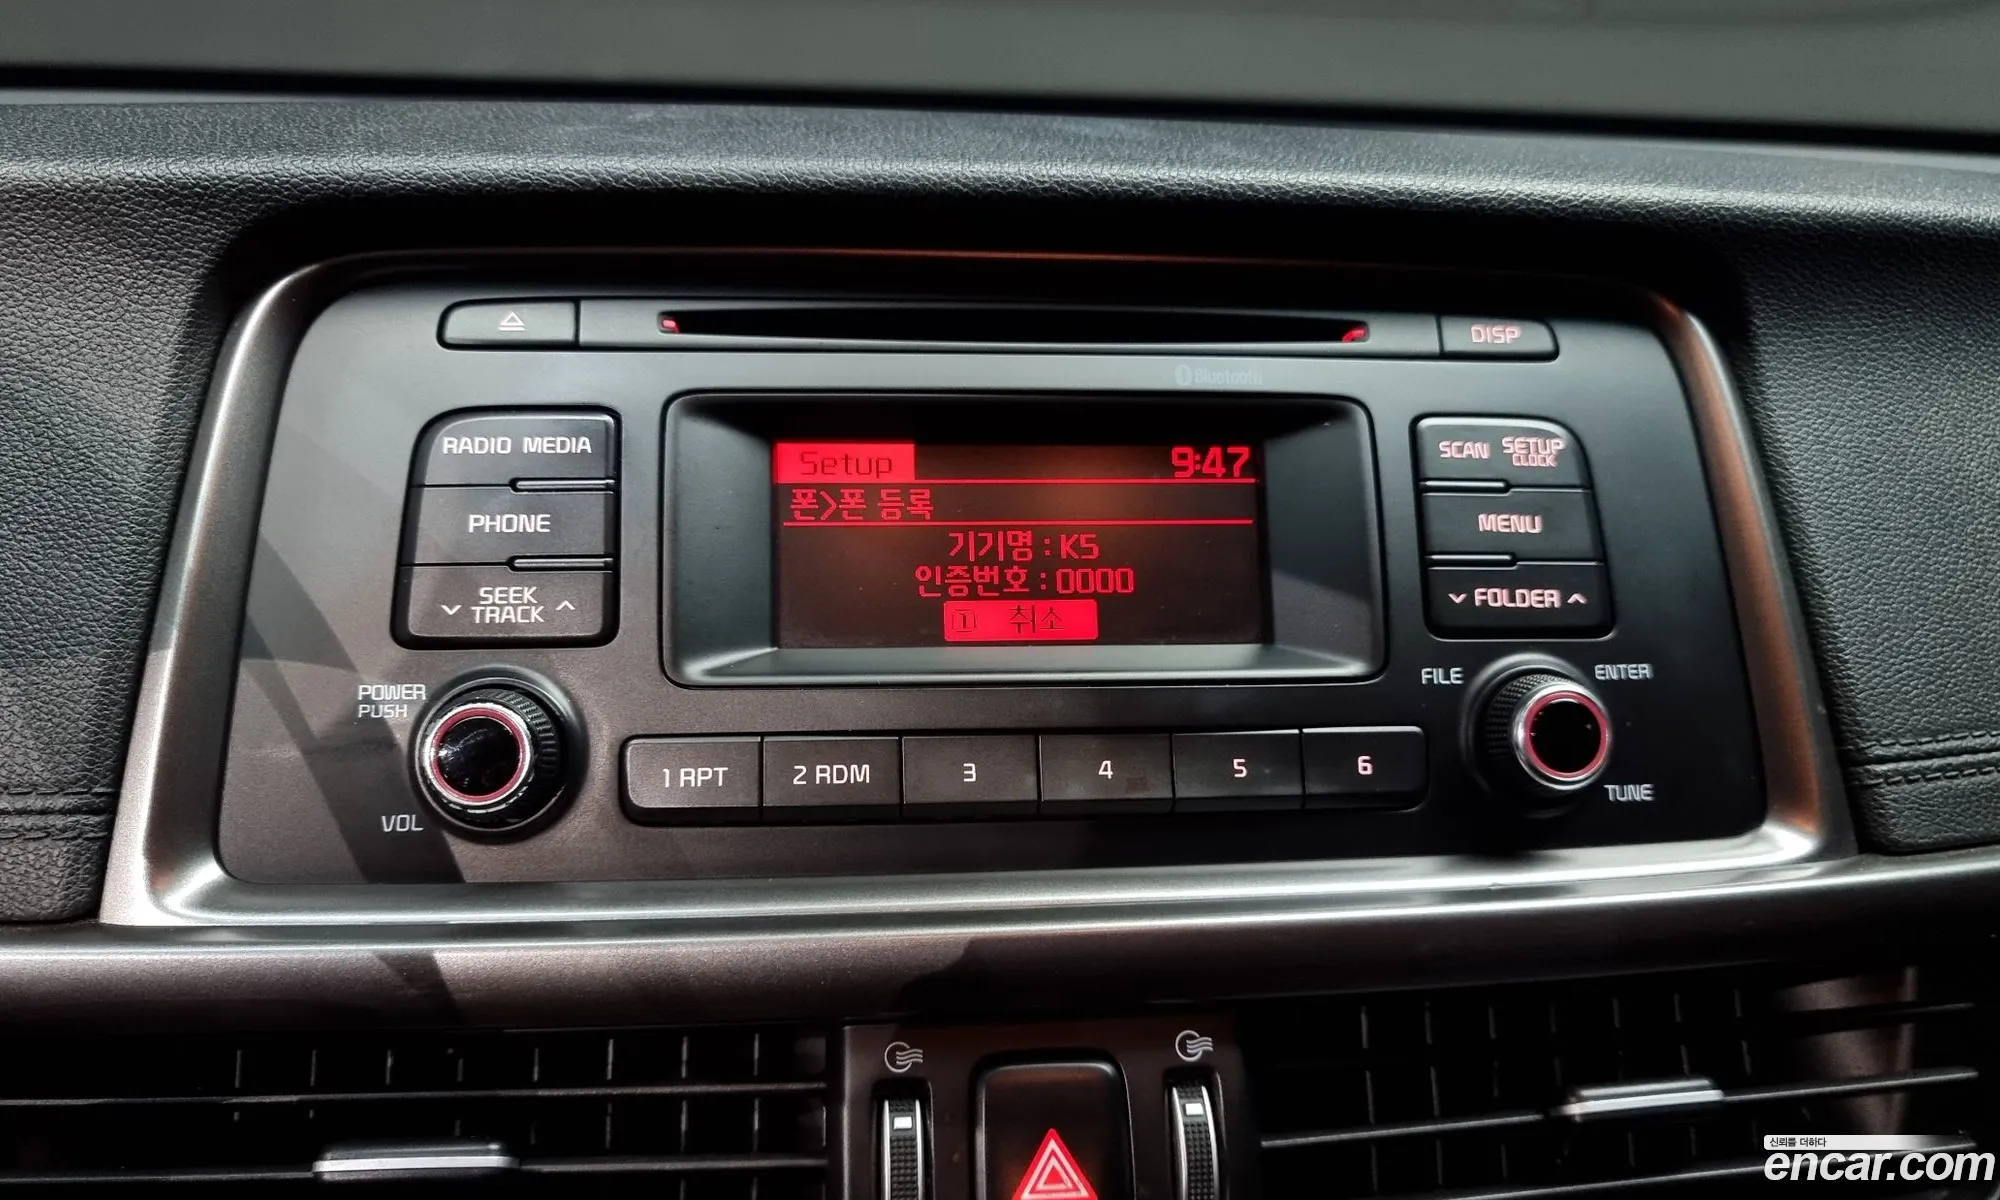 DISP
Bluetooth
RADIO MEDIA
PHONE
SEEK
TRACK
POWER
PUSH
VOL
Setup 9:47
폰>폰 등록
기기명 : K5
인증번호 : 0000
1 취소
SCAN SETUP
CLOCK
MENU
FOLDER
FILE
ENTER
TUNE
1 RPT
2 RDM
3
4
5
6
신뢰를 더하다
encar.com